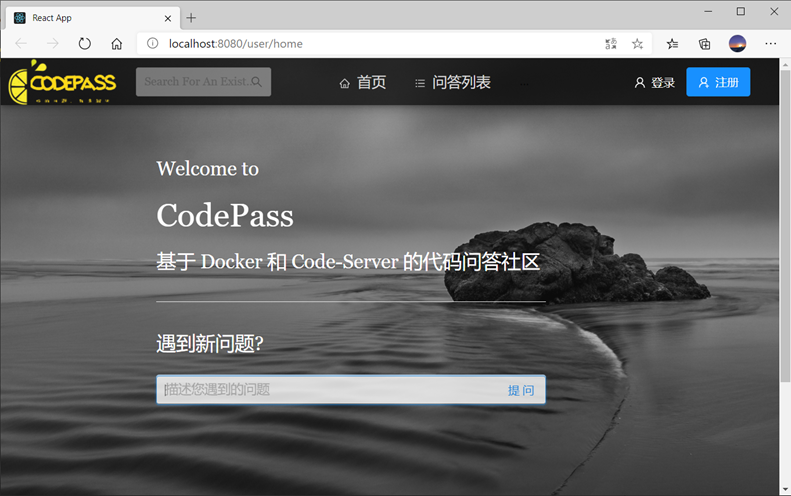 React App
localhost:8080/user/home
CODEPASS
Search For An Exist...
首页
问答列表
登录
注册
Welcome to
CodePass
基于 Docker 和 Code-Server 的代码问答社区
遇到新问题?
描述您遇到的问题
提 问